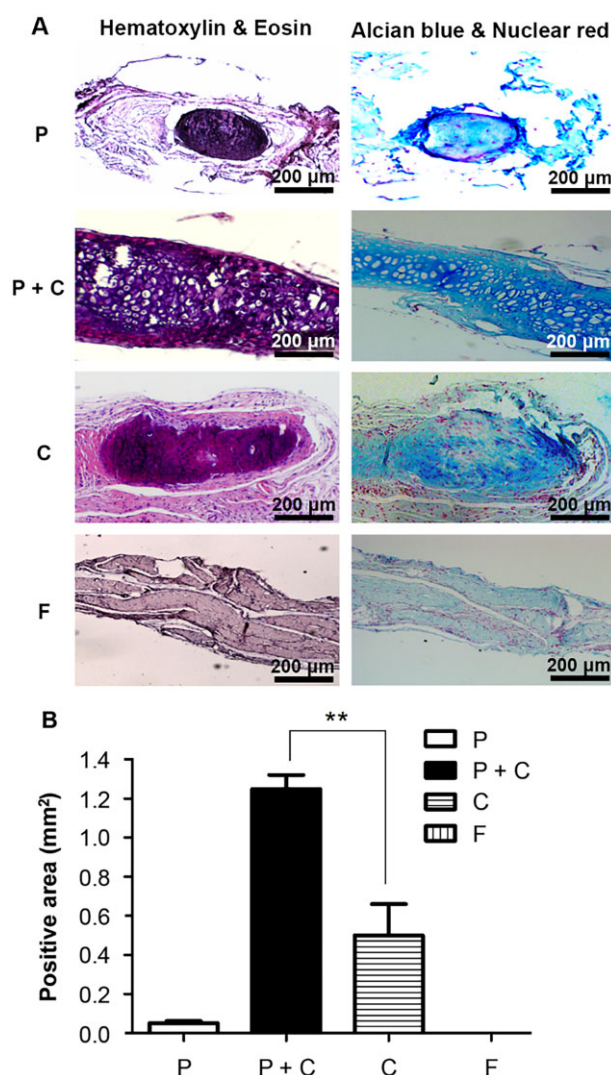 A
Hematoxylin & Eosin
Alcian blue & Nuclear red
P
200 µm
200 µm
P + C
200 µm
200 µm
C
200 µm
200 µm
F
200 µm
200 µm
B
**
P
P + C
C
F
Positive area (mm²)
1.4
1.2
1.0
0.8
0.6
0.4
0.2
0.0
P
P + C
C
F